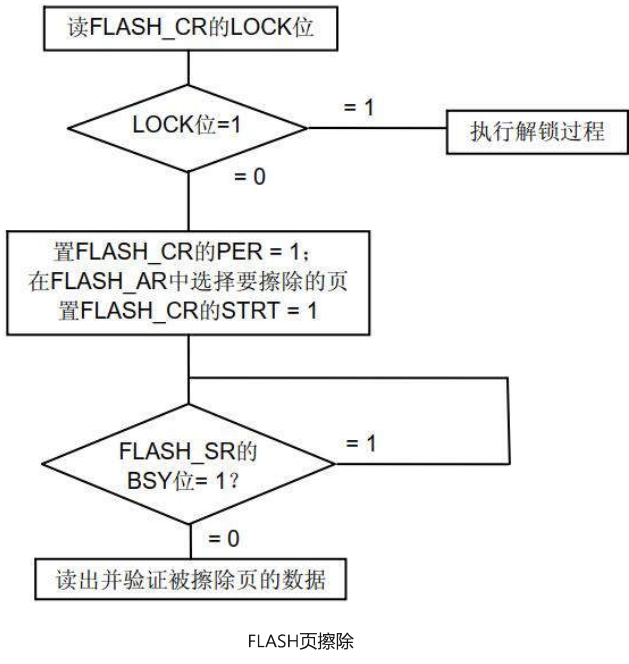 读FLASH_CR的LOCK位
LOCK位=1
= 1
执行解锁过程
= 0
置FLASH_CR的PER = 1;
在FLASH_AR中选择要擦除的页
置FLASH_CR的STRT = 1
FLASH_SR的
BSY位= 1？
= 1
= 0
读出并验证被擦除页的数据
FLASH页擦除